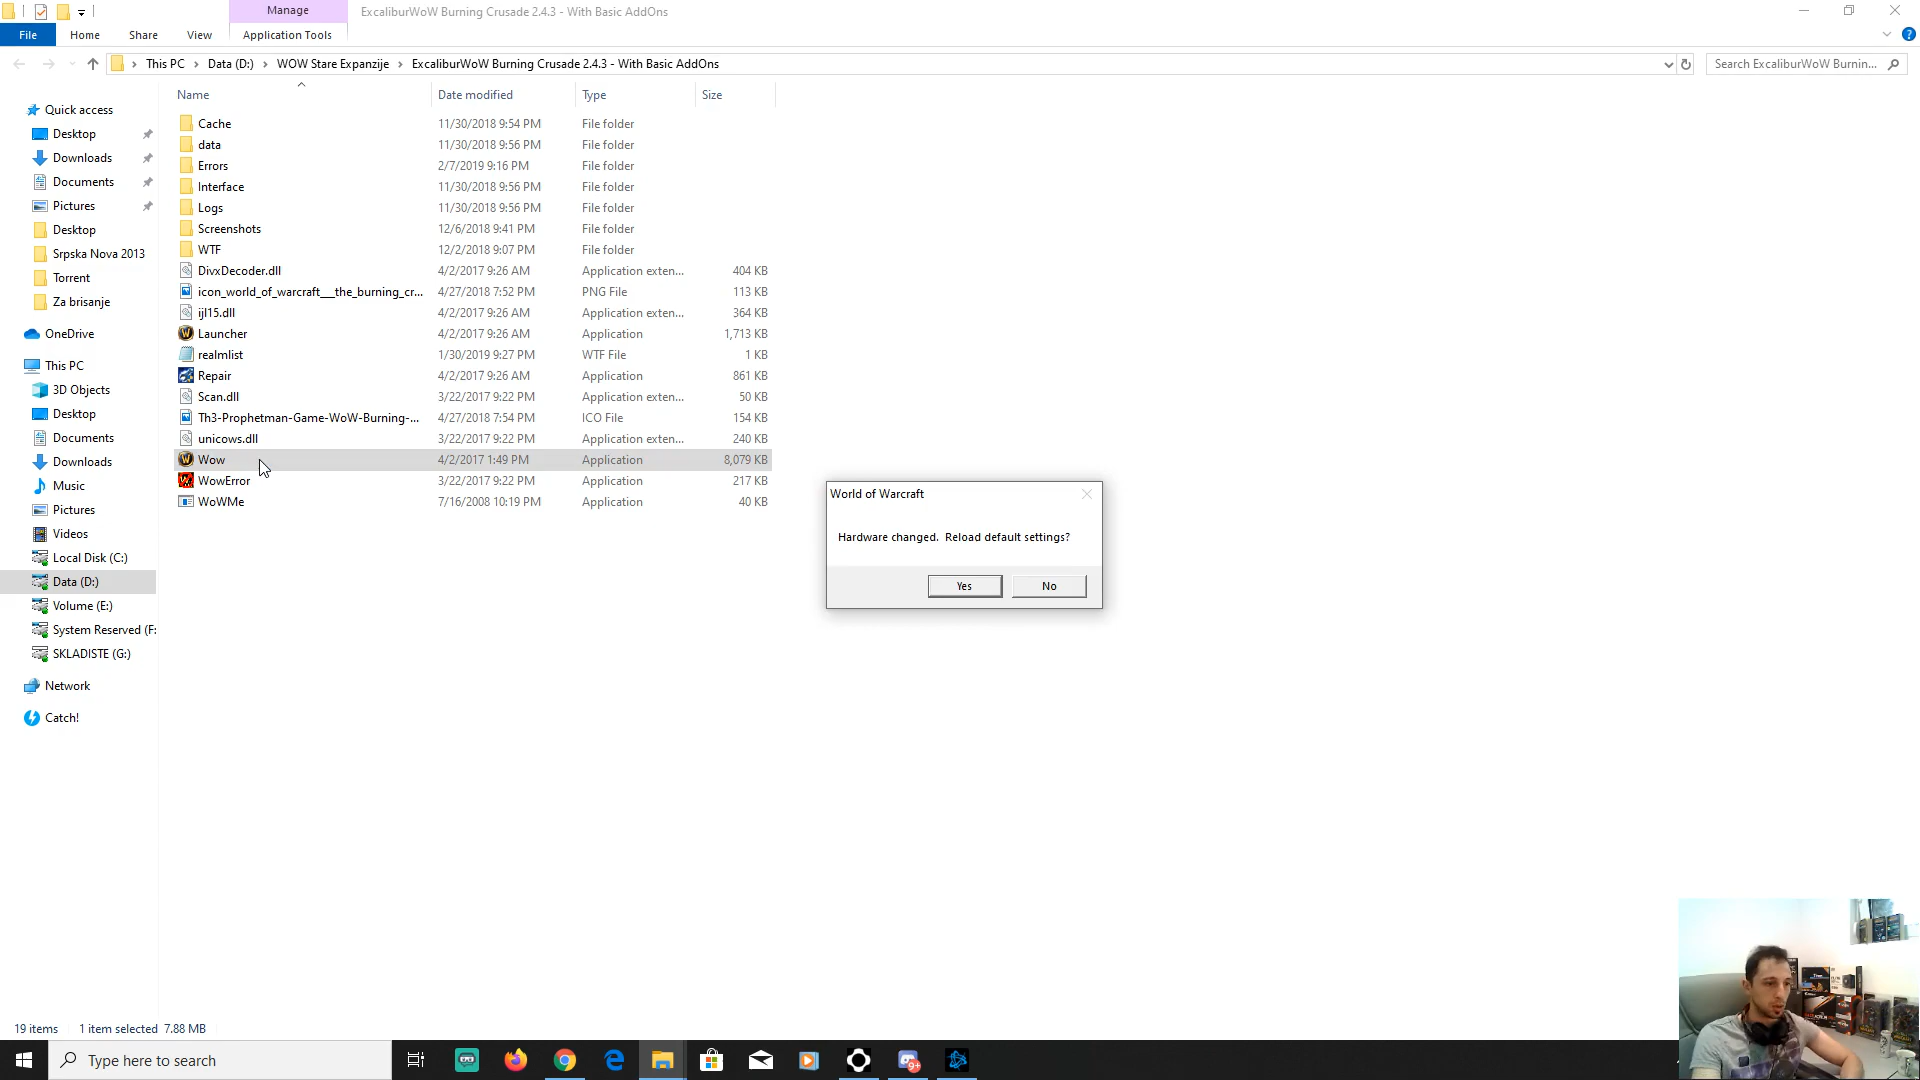 Manage
ExcaliburWoW Burning Crusade 2.4.3 - With Basic AddOns
File Home Share View Application Tools
This PC > Data (D:) > WOW Stare Expanzije > ExcaliburWoW Burning Crusade 2.4.3 - With Basic AddOns
Search ExcaliburWoW Burnin...
Quick access
Desktop
Downloads
Documents
Pictures
Desktop
Srpska Nova 2013
Torrent
Za brisanje
OneDrive
This PC
3D Objects
Desktop
Documents
Downloads
Music
Pictures
Videos
Local Disk (C:)
Data (D:)
Volume (E:)
System Reserved (F:
SKLADISTE (G:)
Network
Catch!
Name Date modified Type Size
Cache 11/30/2018 9:54 PM File folder
data 11/30/2018 9:56 PM File folder
Errors 2/7/2019 9:16 PM File folder
Interface 11/30/2018 9:56 PM File folder
Logs 11/30/2018 9:56 PM File folder
Screenshots 12/6/2018 9:41 PM File folder
WTF 12/2/2018 9:07 PM File folder
DivxDecoder.dll 4/2/2017 9:26 AM Application exten... 404 KB
icon_world_of_warcraft__the_burning_cr... 4/27/2018 7:52 PM PNG File 113 KB
ijl15.dll 4/2/2017 9:26 AM Application exten... 364 KB
Launcher 4/2/2017 9:26 AM Application 1,713 KB
realmlist 1/30/2019 9:27 PM WTF File 1 KB
Repair 4/2/2017 9:26 AM Application 861 KB
Scan.dll 3/22/2017 9:22 PM Application exten... 50 KB
Th3-Prophetman-Game-WoW-Burning-... 4/27/2018 7:54 PM ICO File 154 KB
unicows.dll 3/22/2017 9:22 PM Application exten... 240 KB
Wow 4/2/2017 1:49 PM Application 8,079 KB
WowError 3/22/2017 9:22 PM Application 217 KB
WoWMe 7/16/2008 10:19 PM Application 40 KB
World of Warcraft
Hardware changed. Reload default settings?
Yes No
19 items 1 item selected 7.88 MB
Type here to search
9+